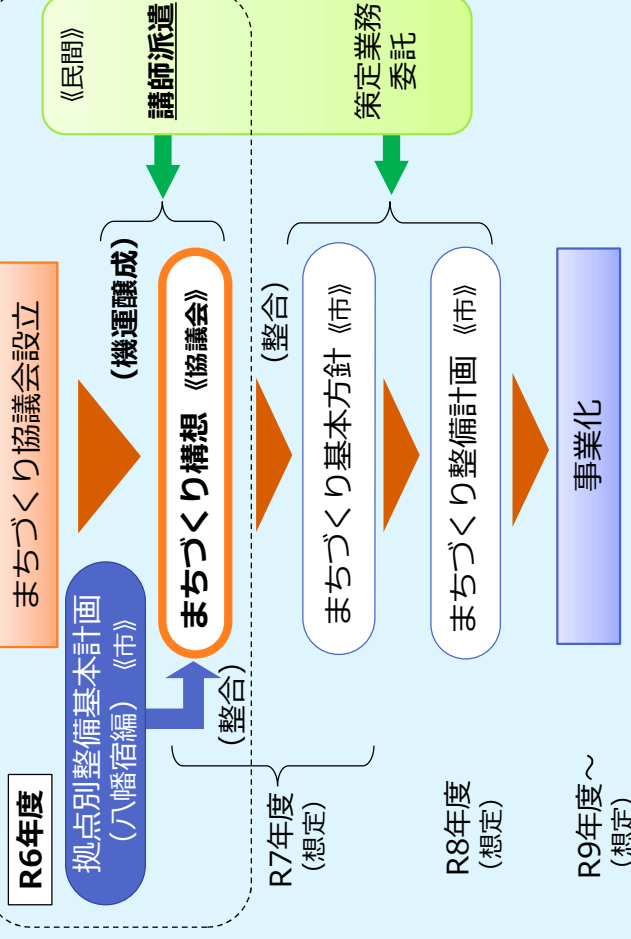 まちづくり協議会設立
R6年度
拠点別整備基本計画
(八幡宿編) 《市》
(整合)
(機運醸成)
まちづくり構想 《協議会》
《民間》
講師派遣
策定業務
委託
(整合)
R7年度
(想定)
まちづくり基本方針 《市》
R8年度
(想定)
まちづくり整備計画 《市》
R9年度～
(想定)
事業化